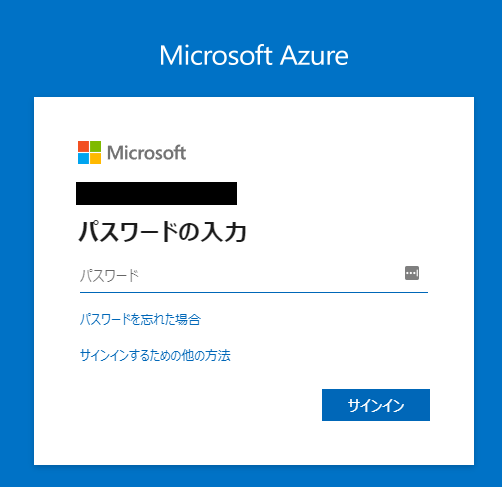 Microsoft Azure
Microsoft
パスワードの入力
パスワード
パスワードを忘れた場合
サインインするための他の方法
サインイン